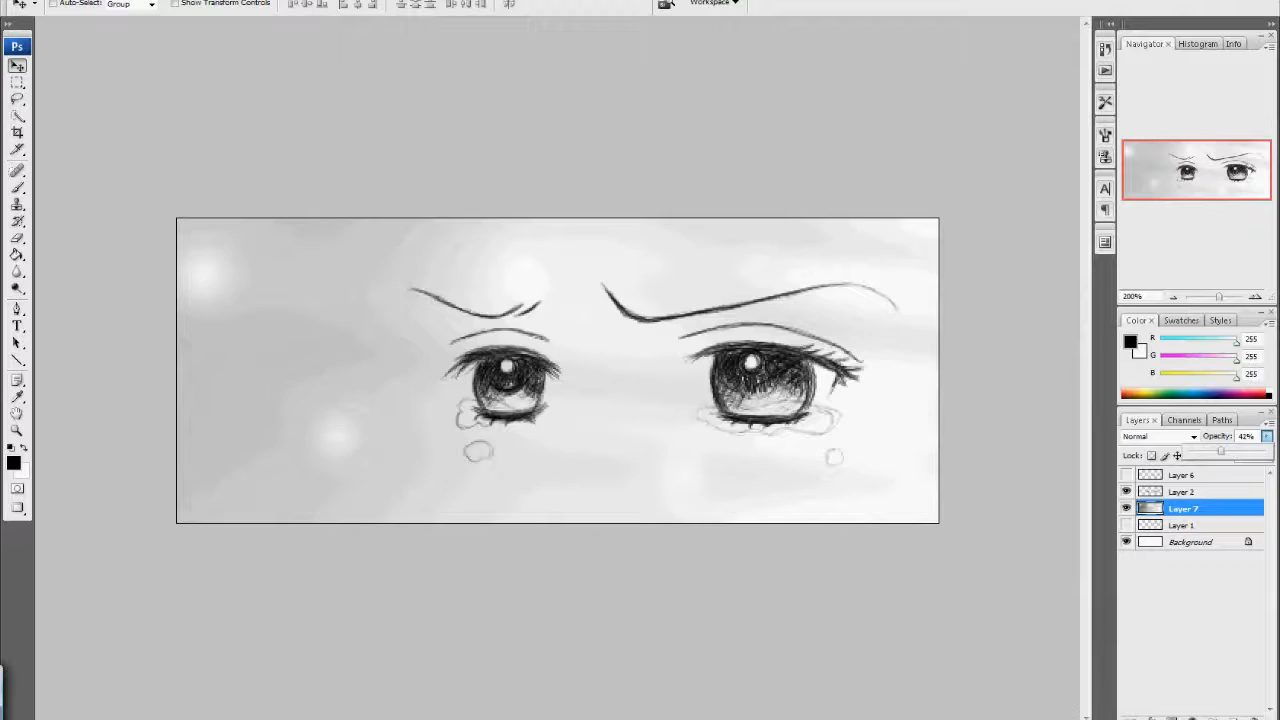 Auto-Select: Group Show Transform Controls Workspace
Ps
Navigator × Histogram Info
200%
Color × Swatches Styles
R 255
G 255
B 255
Layers × Channels Paths
Normal Opacity: 42%
Lock:
Layer 6
Layer 2
Layer 7
Layer 1
Background
A
T